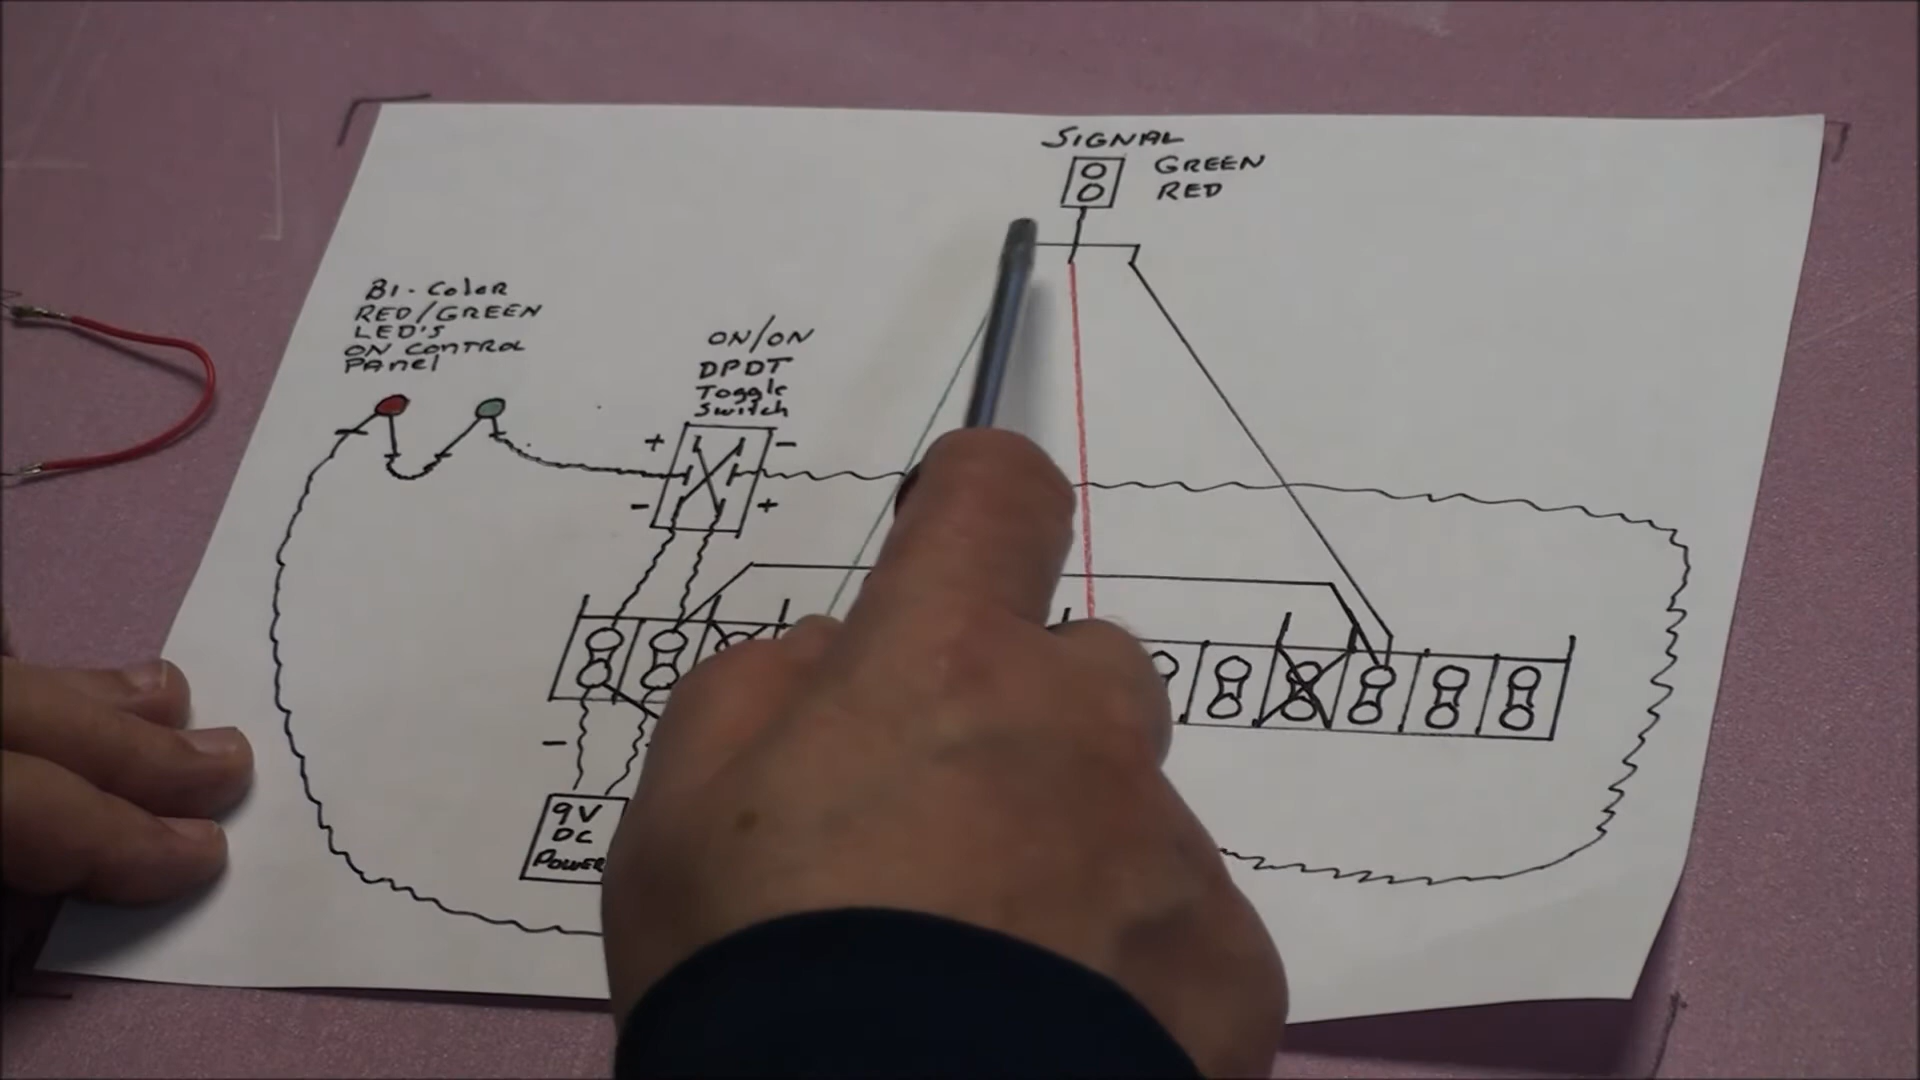 SIGNAL
GREEN
RED
BI-Color
RED/GREEN
LED'S
ON CONTROL
PANEL
ON/ON
DPDT
Toggle
Switch
+ -
- +
-
9V
DC
POWER